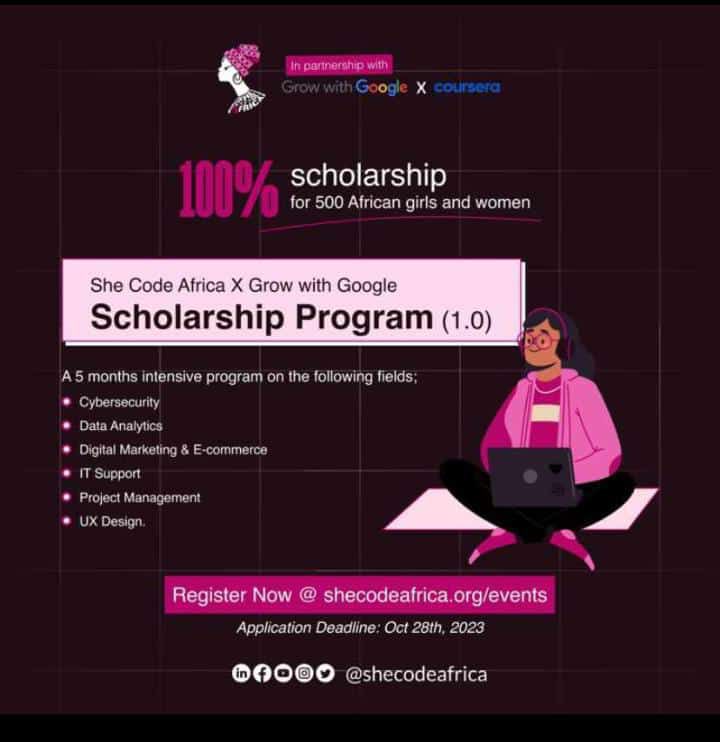 In partnership with
Grow with Google X coursera
100% scholarship
for 500 African girls and women
She Code Africa X Grow with Google
Scholarship Program (1.0)
A 5 months intensive program on the following fields;
Cybersecurity
Data Analytics
Digital Marketing & E-commerce
IT Support
Project Management
UX Design.
Register Now @ shecodeafrica.org/events
Application Deadline: Oct 28th, 2023
@shecodeafrica